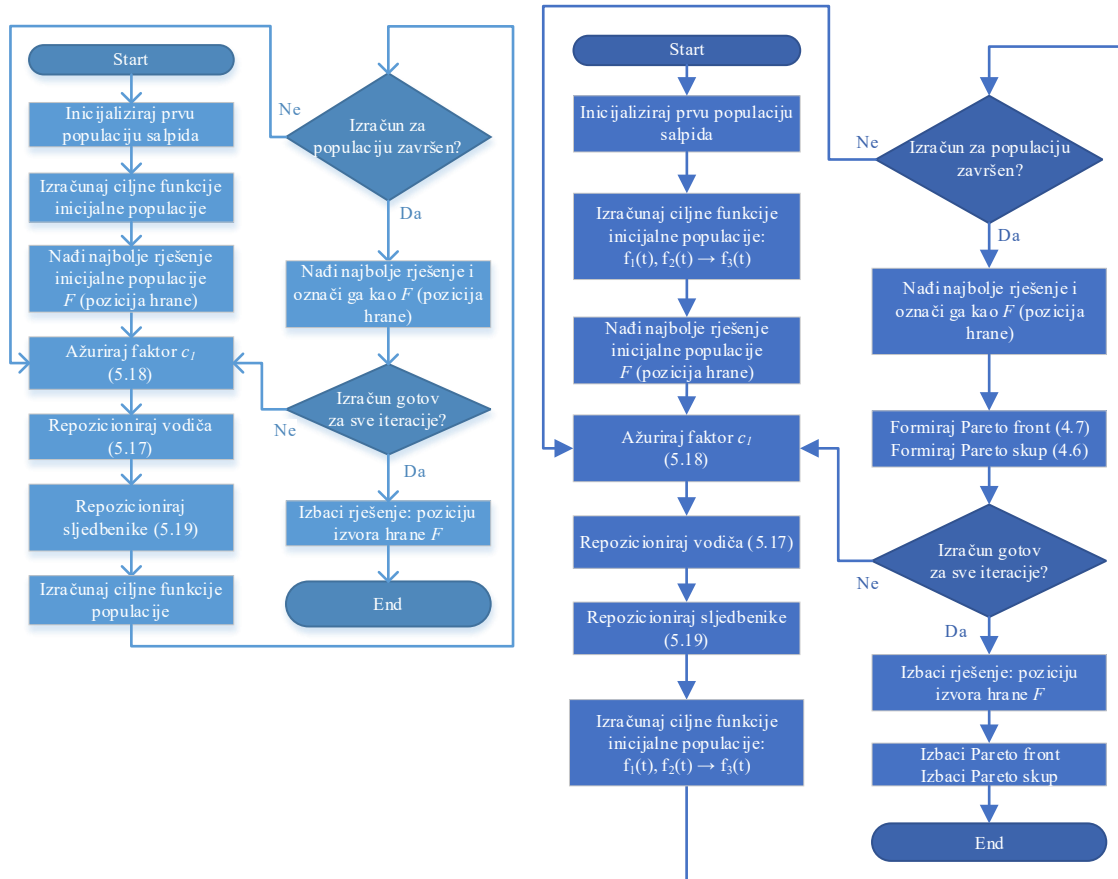 Start
Inicijaliziraj prvu
populaciju salpida
Izračunaj ciljne funkcije
inicijalne populacije
Nađi najbolje rješenje
inicijalne populacije
F (pozicija hrane)
Ažuriraj faktor c1
(5.18)
Repozicioniraj vodiča
(5.17)
Repozicioniraj
sljedbenike (5.19)
Izračunaj ciljne funkcije
populacije
Ne
Izračun za
populaciju završen?
Da
Nađi najbolje rješenje i
označi ga kao F (pozicija
hrane)
Izračun gotov
za sve iteracije?
Ne
Da
Izbaci rješenje: poziciju
izvora hrane F
End
Start
Inicijaliziraj prvu populaciju
salpida
Izračunaj ciljne funkcije
inicijalne populacije:
f1(t), f2(t) → f3(t)
Nađi najbolje rješenje
inicijalne populacije
F (pozicija hrane)
Ažuriraj faktor c1
(5.18)
Repozicioniraj vodiča (5.17)
Repozicioniraj sljedbenike
(5.19)
Izračunaj ciljne funkcije
inicijalne populacije:
f1(t), f2(t) → f3(t)
Ne
Izračun za populaciju
završen?
Da
Nađi najbolje rješenje i
označi ga kao F (pozicija
hrane)
Formiraj Pareto front (4.7)
Formiraj Pareto skup (4.6)
Izračun gotov
za sve iteracije?
Ne
Da
Izbaci rješenje: poziciju
izvora hrane F
Izbaci Pareto front
Izbaci Pareto skup
End